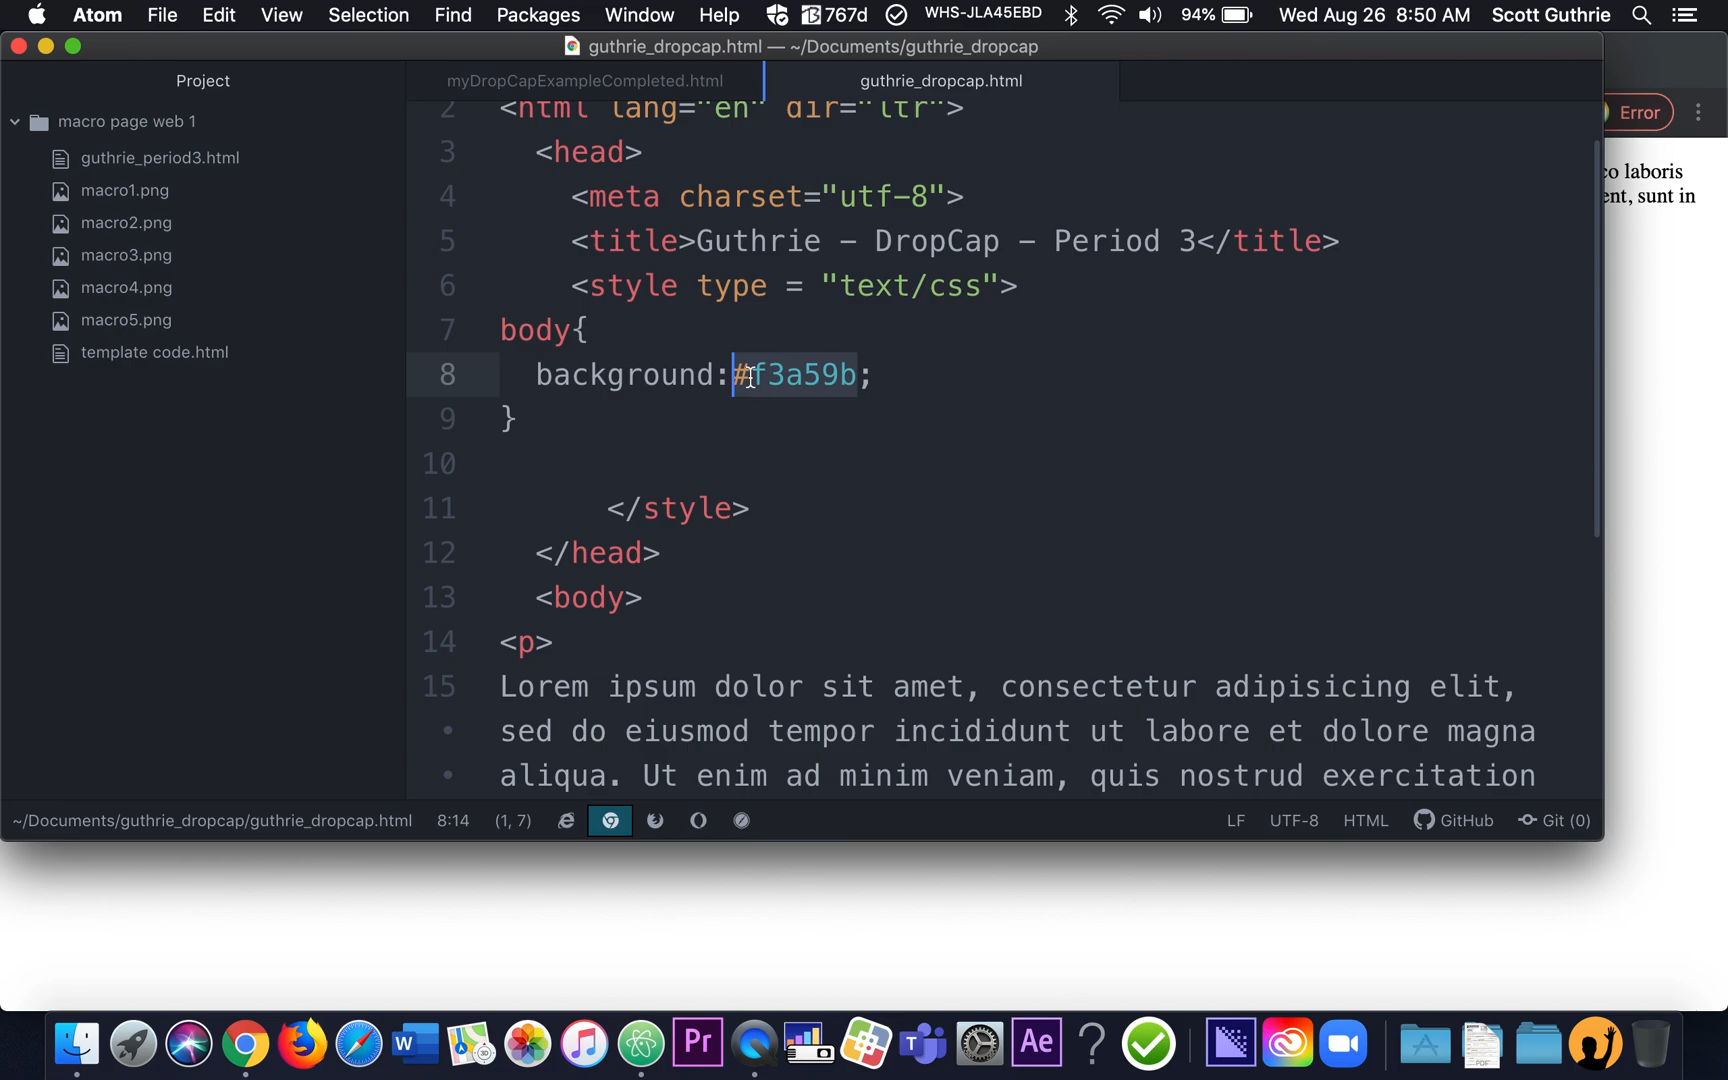 Atom File Edit View Selection Find Packages Window Help 767d WHS-JLA45EBD 94% Wed Aug 26 8:50 AM Scott Guthrie
guthrie_dropcap.html — ~/Documents/guthrie_dropcap
Project
myDropCapExampleCompleted.html
guthrie_dropcap.html
macro page web 1
guthrie_period3.html
macro1.png
macro2.png
macro3.png
macro4.png
macro5.png
template code.html
2 <html lang="en" dir="ltr">
3 <head>
4 <meta charset="utf-8">
5 <title>Guthrie - DropCap - Period 3</title>
6 <style type = "text/css">
7 body{
8 background:#f3a59b;
9 }
10
11 </style>
12 </head>
13 <body>
14 <p>
15 Lorem ipsum dolor sit amet, consectetur adipisicing elit,
• sed do eiusmod tempor incididunt ut labore et dolore magna
• aliqua. Ut enim ad minim veniam, quis nostrud exercitation
Error
co laboris
ent, sunt in
~/Documents/guthrie_dropcap/guthrie_dropcap.html 8:14 (1, 7) LF UTF-8 HTML GitHub Git (0)
W 3D Pr T ? Ae
PDF